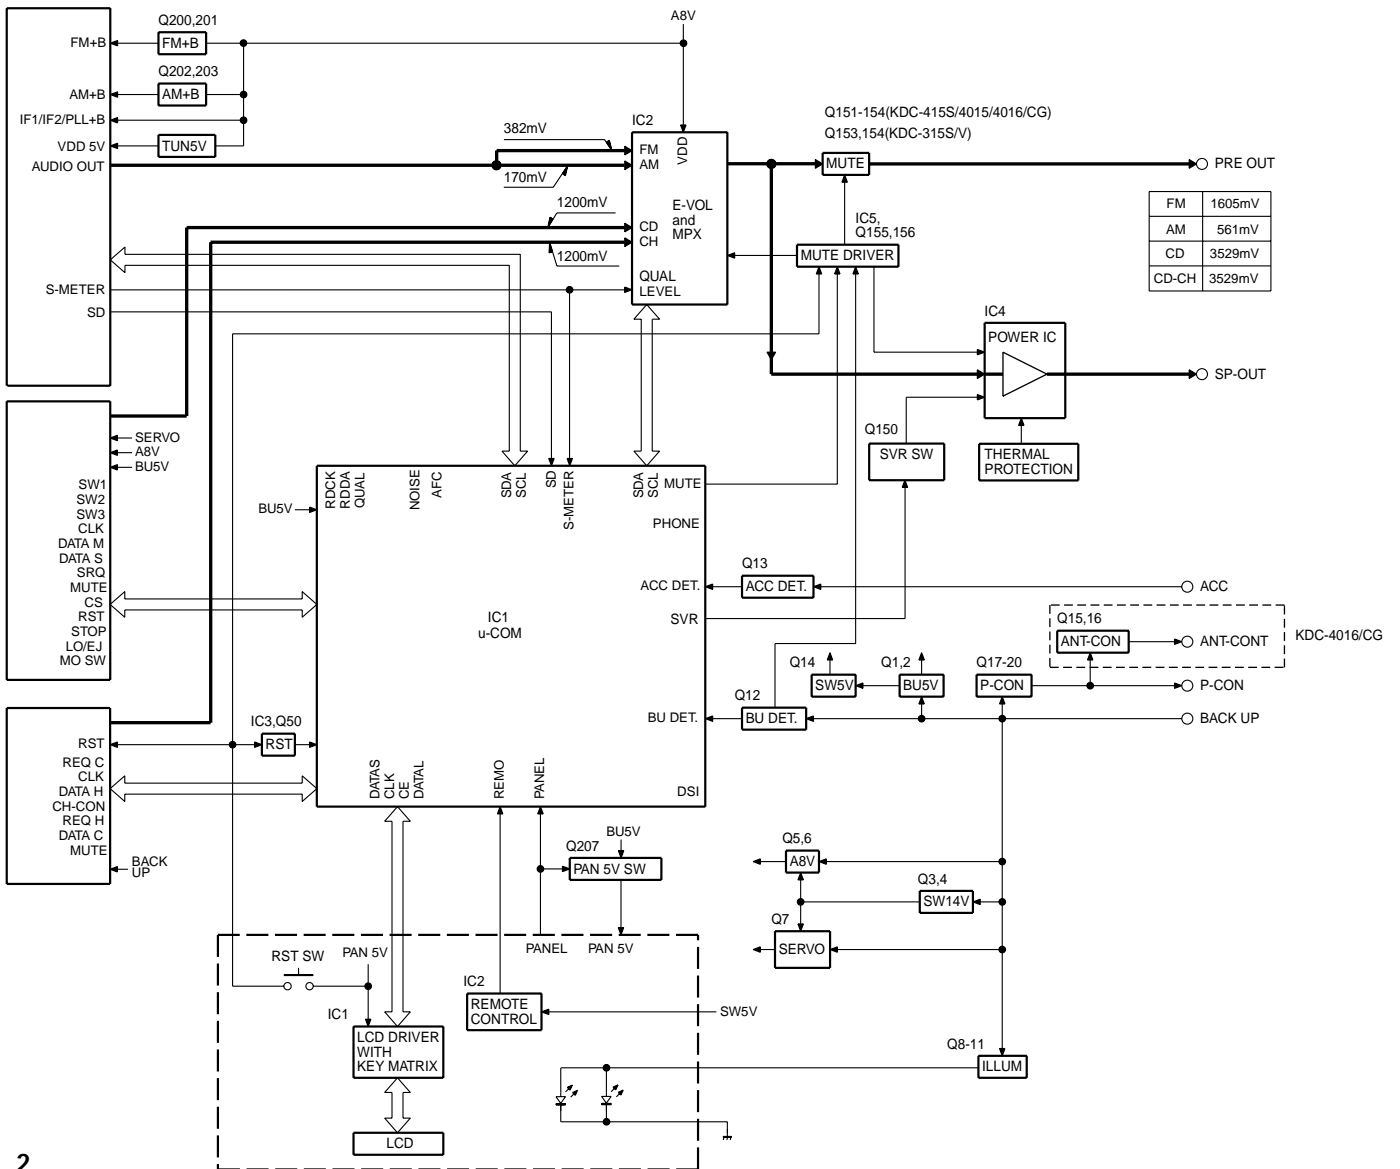 A8V
Q200,201
FM+B
FM+B
Q202,203
AM+B
AM+B
IF1/IF2/PLL+B
VDD 5V
TUN5V
AUDIO OUT
S-METER
SD
382mV
170mV
1200mV
1200mV
IC2
FM
AM
VDD
E-VOL
and
MPX
CD
CH
QUAL
LEVEL
Q151-154(KDC-415S/4015/4016/CG)
Q153,154(KDC-315S/V)
MUTE
PRE OUT
IC5,
Q155,156
MUTE DRIVER
FM 1605mV
AM 561mV
CD 3529mV
CD-CH 3529mV
IC4
POWER IC
SP-OUT
Q150
SVR SW
THERMAL
PROTECTION
SERVO
A8V
BU5V
SW1
SW2
SW3
CLK
DATA M
DATA S
SRQ
MUTE
CS
RST
STOP
LO/EJ
MO SW
BU5V
RDCK
RDDA
QUAL
NOISE
AFC
SDA
SCL
SD
S-METER
SDA
SCL
MUTE
PHONE
IC1
u-COM
ACC DET.
Q13
ACC DET.
ACC
SVR
Q15,16
ANT-CON
ANT-CONT
KDC-4016/CG
Q14
SW5V
Q1,2
BU5V
Q17-20
P-CON
P-CON
Q12
BU DET.
BU DET.
BACK UP
IC3,Q50
RST
RST
REQ C
CLK
DATA H
CH-CON
REQ H
DATA C
MUTE
BACK
UP
DATAS
CLK
CE
DATAL
REMO
PANEL
DSI
BU5V
Q207
PAN 5V SW
Q5,6
A8V
Q3,4
SW14V
Q7
SERVO
PANEL
PAN 5V
RST SW
PAN 5V
IC1
LCD DRIVER
WITH
KEY MATRIX
IC2
REMOTE
CONTROL
SW5V
Q8-11
ILLUM
LCD
2